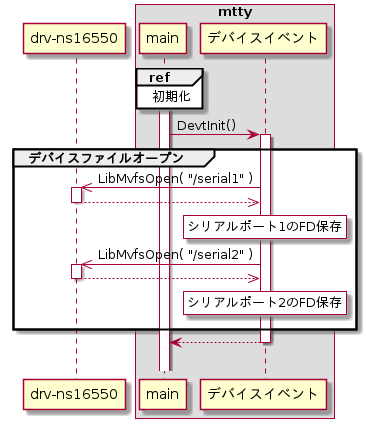 mtty
drv-ns16550
main
デバイスイベント
ref
初期化
DevtInit()
デバイスファイルオープン
LibMvfsOpen( "/serial1" )
シリアルポート1のFD保存
LibMvfsOpen( "/serial2" )
シリアルポート2のFD保存
drv-ns16550
main
デバイスイベント